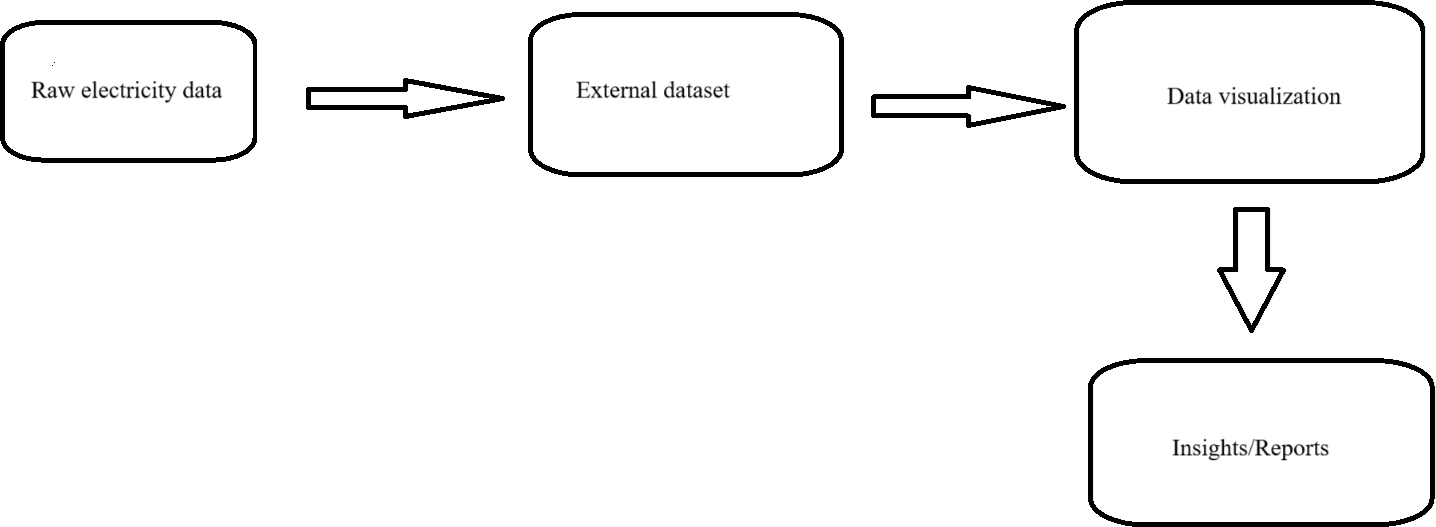 Raw electricity data
External dataset
Data visualization
Insights/Reports